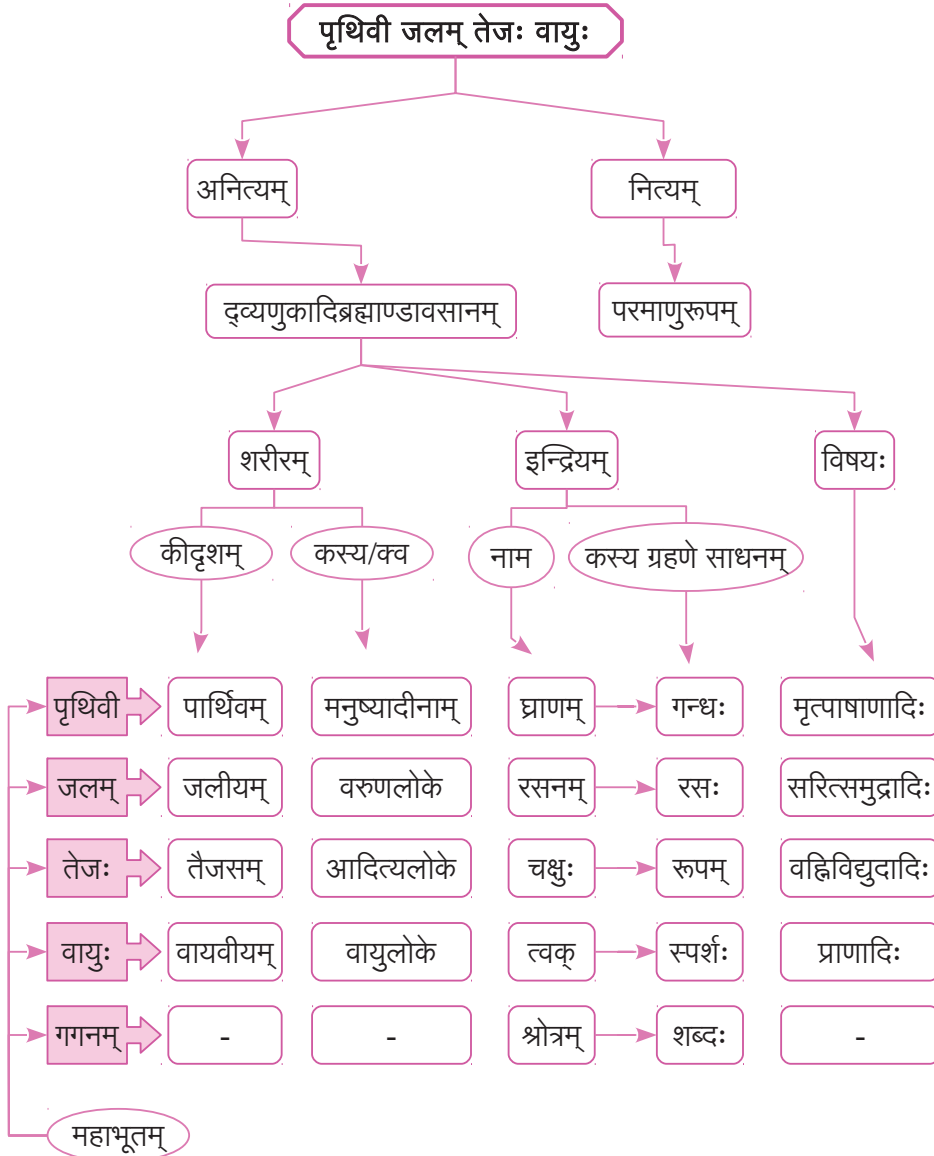 पृथिवी जलम् तेजः वायुः
अनित्यम्
नित्यम्
द्व्यणुकादिब्रह्माण्डावसानम्
परमाणुरूपम्
शरीरम्
इन्द्रियम्
विषयः
कीदृशम्
कस्य/क्व
नाम
कस्य ग्रहणे साधनम्
पृथिवी पार्थिवम् मनुष्यादीनाम् घ्राणम् गन्धः मृत्पाषाणादिः
जलम् जलीयम् वरुणलोके रसनम् रसः सरित्समुद्रादिः
तेजः तैजसम् आदित्यलोके चक्षुः रूपम् वह्निविद्युदादिः
वायुः वायवीयम् वायुलोके त्वक् स्पर्शः प्राणादिः
गगनम् - - श्रोत्रम् शब्दः -
महाभूतम्